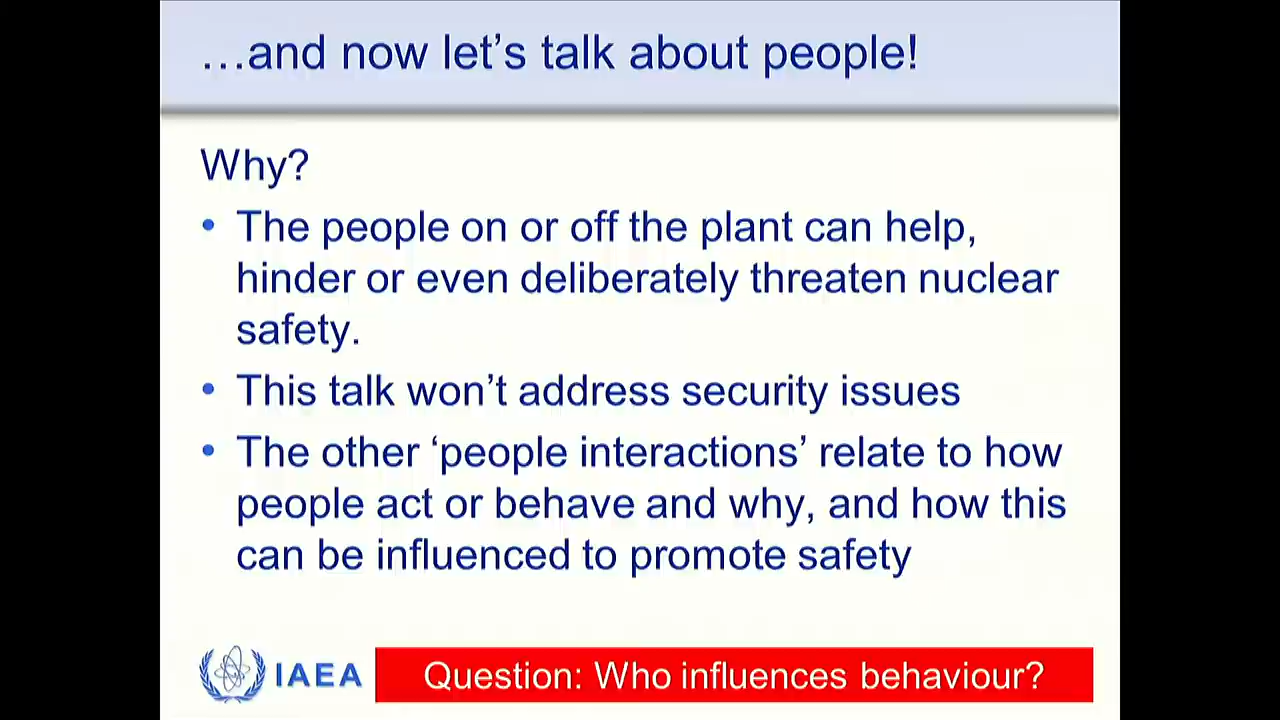 …and now let’s talk about people!
Why?
• The people on or off the plant can help,
hinder or even deliberately threaten nuclear
safety.
• This talk won’t address security issues
• The other ‘people interactions’ relate to how
people act or behave and why, and how this
can be influenced to promote safety
IAEA
Question: Who influences behaviour?